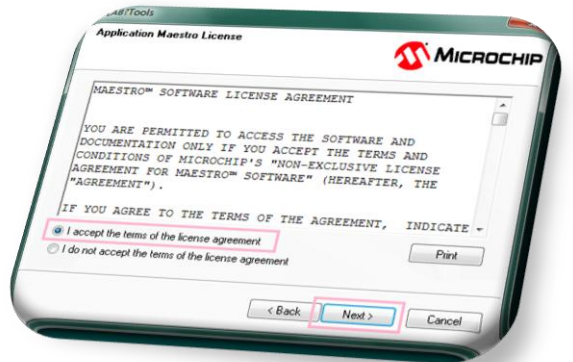 Application Maestro License
MICROCHIP
MAESTRO™ SOFTWARE LICENSE AGREEMENT
YOU ARE PERMITTED TO ACCESS THE SOFTWARE AND
DOCUMENTATION ONLY IF YOU ACCEPT THE TERMS AND
CONDITIONS OF MICROCHIP'S "NON-EXCLUSIVE LICENSE
AGREEMENT FOR MAESTRO™ SOFTWARE" (HEREAFTER, THE
"AGREEMENT").
IF YOU AGREE TO THE TERMS OF THE AGREEMENT, INDICATE
I accept the terms of the license agreement
I do not accept the terms of the license agreement
Print
< Back
Next >
Cancel